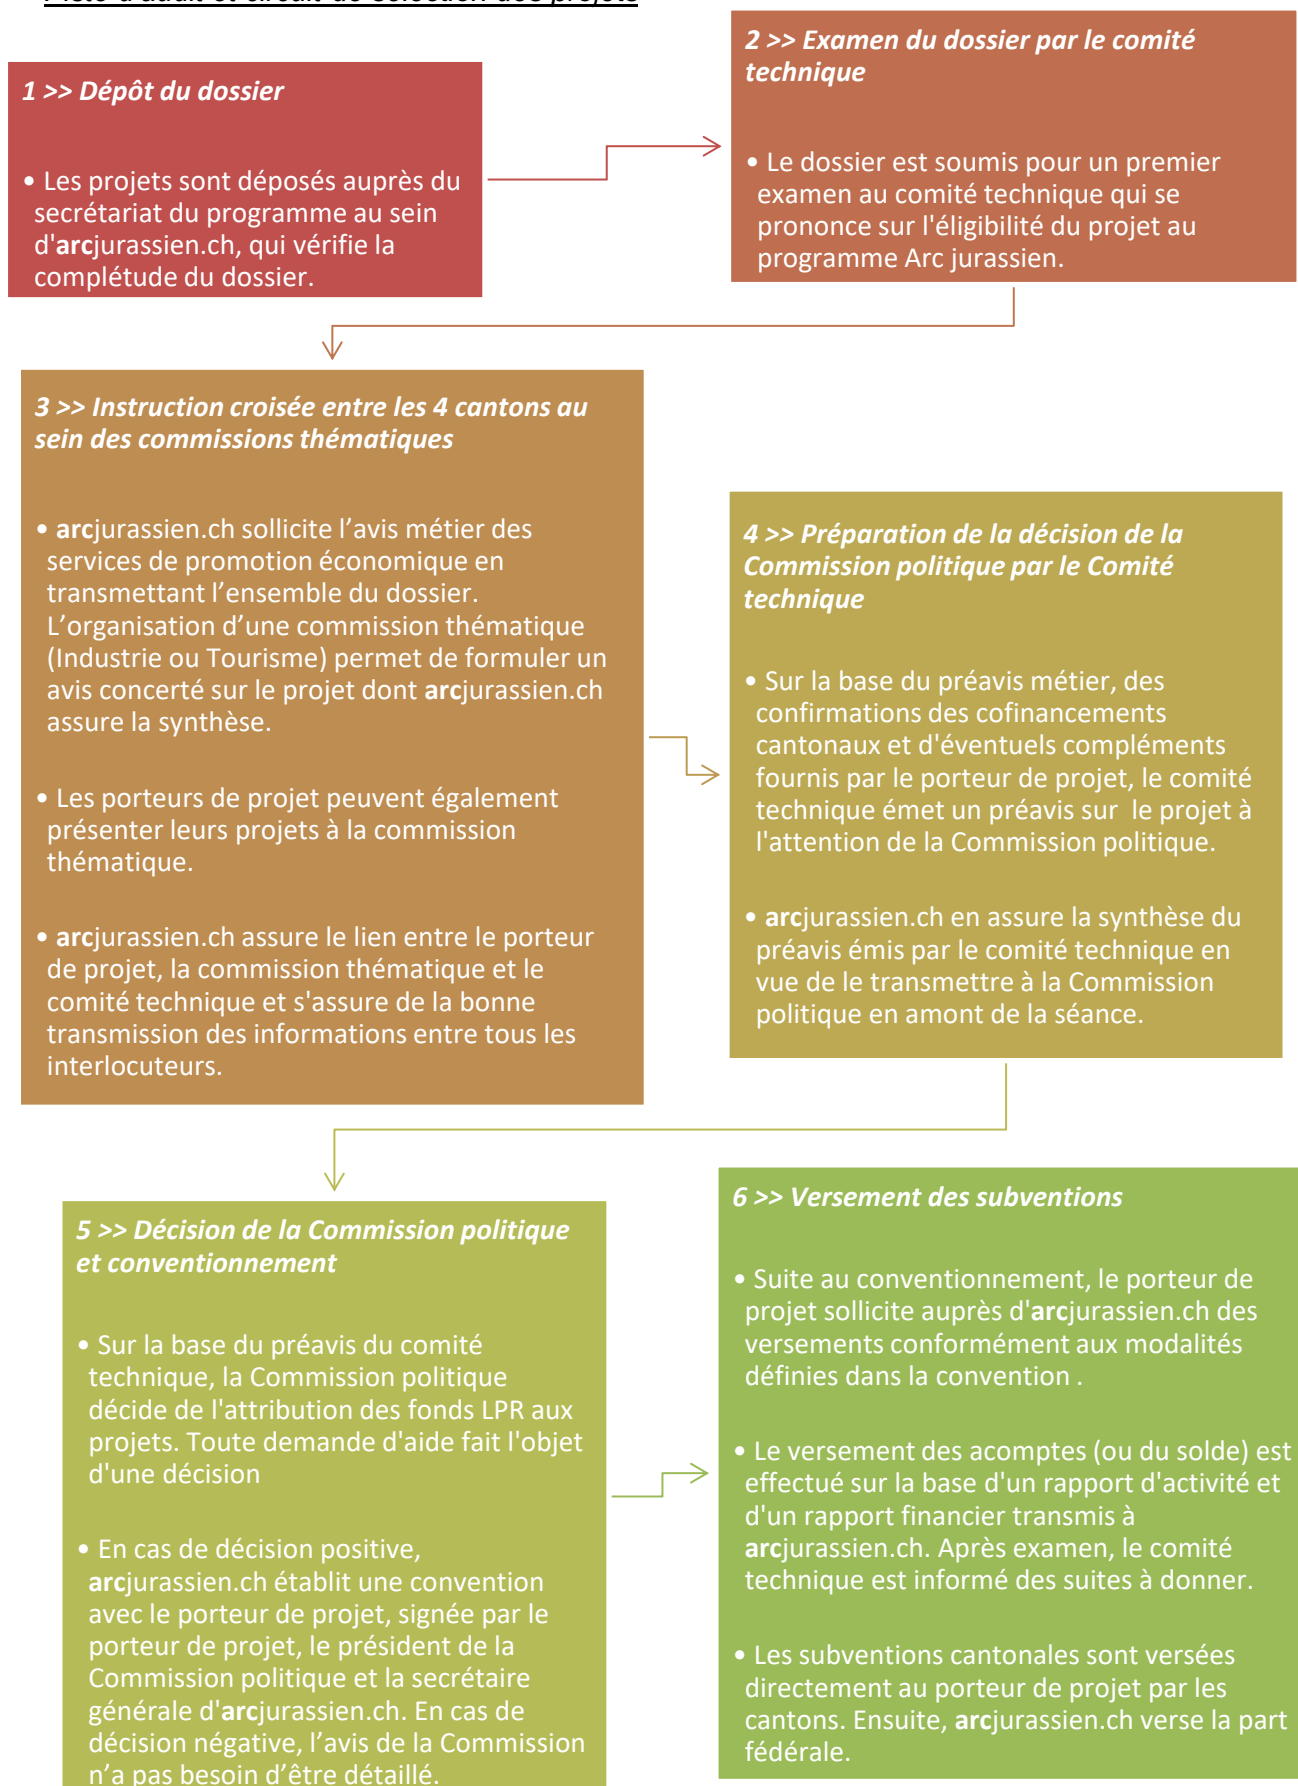 Piste d'audit et circuit de sélection des projets
1 >> Dépôt du dossier
• Les projets sont déposés auprès du
secrétariat du programme au sein
d'arcjurassien.ch, qui vérifie la
complétude du dossier.
2 >> Examen du dossier par le comité
technique
• Le dossier est soumis pour un premier
examen au comité technique qui se
prononce sur l'éligibilité du projet au
programme Arc jurassien.
3 >> Instruction croisée entre les 4 cantons au
sein des commissions thématiques
• arcjurassien.ch sollicite l’avis métier des
services de promotion économique en
transmettant l’ensemble du dossier.
L’organisation d’une commission thématique
(Industrie ou Tourisme) permet de formuler un
avis concerté sur le projet dont arcjurassien.ch
assure la synthèse.
• Les porteurs de projet peuvent également
présenter leurs projets à la commission
thématique.
• arcjurassien.ch assure le lien entre le porteur
de projet, la commission thématique et le
comité technique et s'assure de la bonne
transmission des informations entre tous les
interlocuteurs.
4 >> Préparation de la décision de la
Commission politique par le Comité
technique
• Sur la base du préavis métier, des
confirmations des cofinancements
cantonaux et d'éventuels compléments
fournis par le porteur de projet, le comité
technique émet un préavis sur le projet à
l'attention de la Commission politique.
• arcjurassien.ch en assure la synthèse du
préavis émis par le comité technique en
vue de le transmettre à la Commission
politique en amont de la séance.
5 >> Décision de la Commission politique
et conventionnement
• Sur la base du préavis du comité
technique, la Commission politique
décide de l'attribution des fonds LPR aux
projets. Toute demande d'aide fait l'objet
d'une décision
• En cas de décision positive,
arcjurassien.ch établit une convention
avec le porteur de projet, signée par le
porteur de projet, le président de la
Commission politique et la secrétaire
générale d'arcjurassien.ch. En cas de
décision négative, l’avis de la Commission
n’a pas besoin d’être détaillé.
6 >> Versement des subventions
• Suite au conventionnement, le porteur de
projet sollicite auprès d'arcjurassien.ch des
versements conformément aux modalités
définies dans la convention .
• Le versement des acomptes (ou du solde) est
effectué sur la base d'un rapport d'activité et
d'un rapport financier transmis à
arcjurassien.ch. Après examen, le comité
technique est informé des suites à donner.
• Les subventions cantonales sont versées
directement au porteur de projet par les
cantons. Ensuite, arcjurassien.ch verse la part
fédérale.